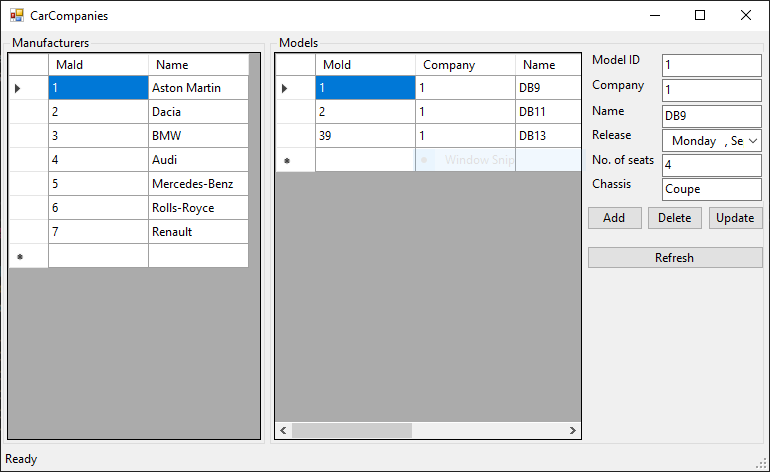 CarCompanies
Manufacturers
MaId Name
1 Aston Martin
2 Dacia
3 BMW
4 Audi
5 Mercedes-Benz
6 Rolls-Royce
7 Renault
Models
MoId Company Name
1 1 DB9
2 1 DB11
39 1 DB13
Window Snip
Model ID 1
Company 1
Name DB9
Release Monday , Se
No. of seats 4
Chassis Coupe
Add Delete Update
Refresh
Ready